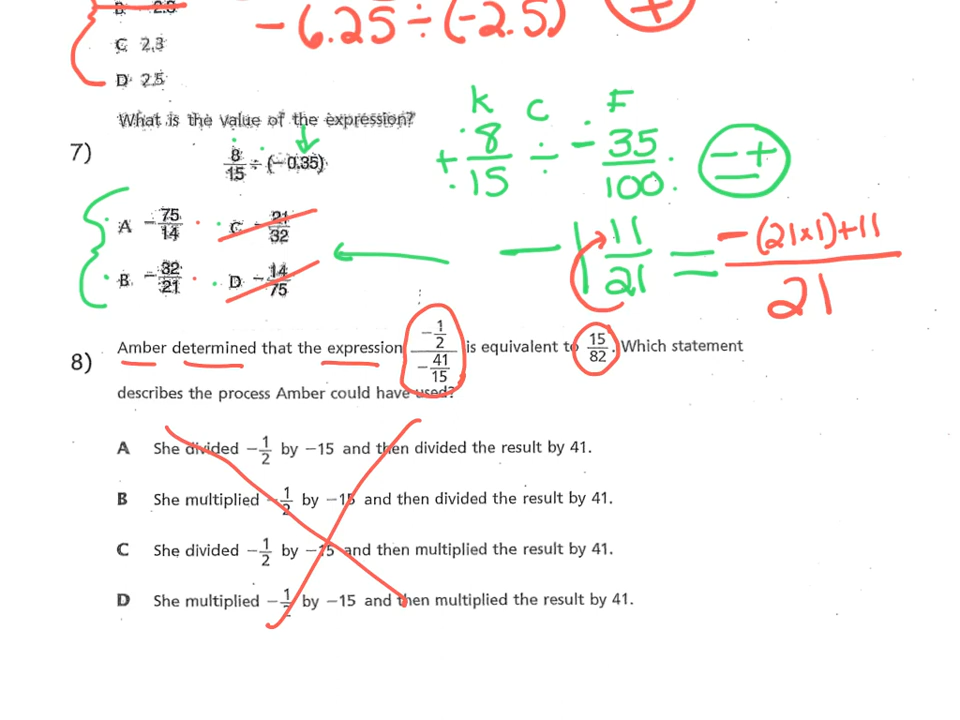 -6.25 ÷ (-2.5) +
C 2.3
D 2.5
What is the value of the expression?
K C F
7) 8/15 ÷ (-0.35) + 8/15 ÷ - 35/100 - +
A -75/14 C -21/32
-1 11/21 = -(21x1)+11/21
B -32/21 D -14/75
8) Amber determined that the expression (-1/2)/(-41/15) is equivalent to 15/82. Which statement
describes the process Amber could have used?
A She divided -1/2 by -15 and then divided the result by 41.
B She multiplied -1/2 by -15 and then divided the result by 41.
C She divided -1/2 by -15 and then multiplied the result by 41.
D She multiplied -1/2 by -15 and then multiplied the result by 41.